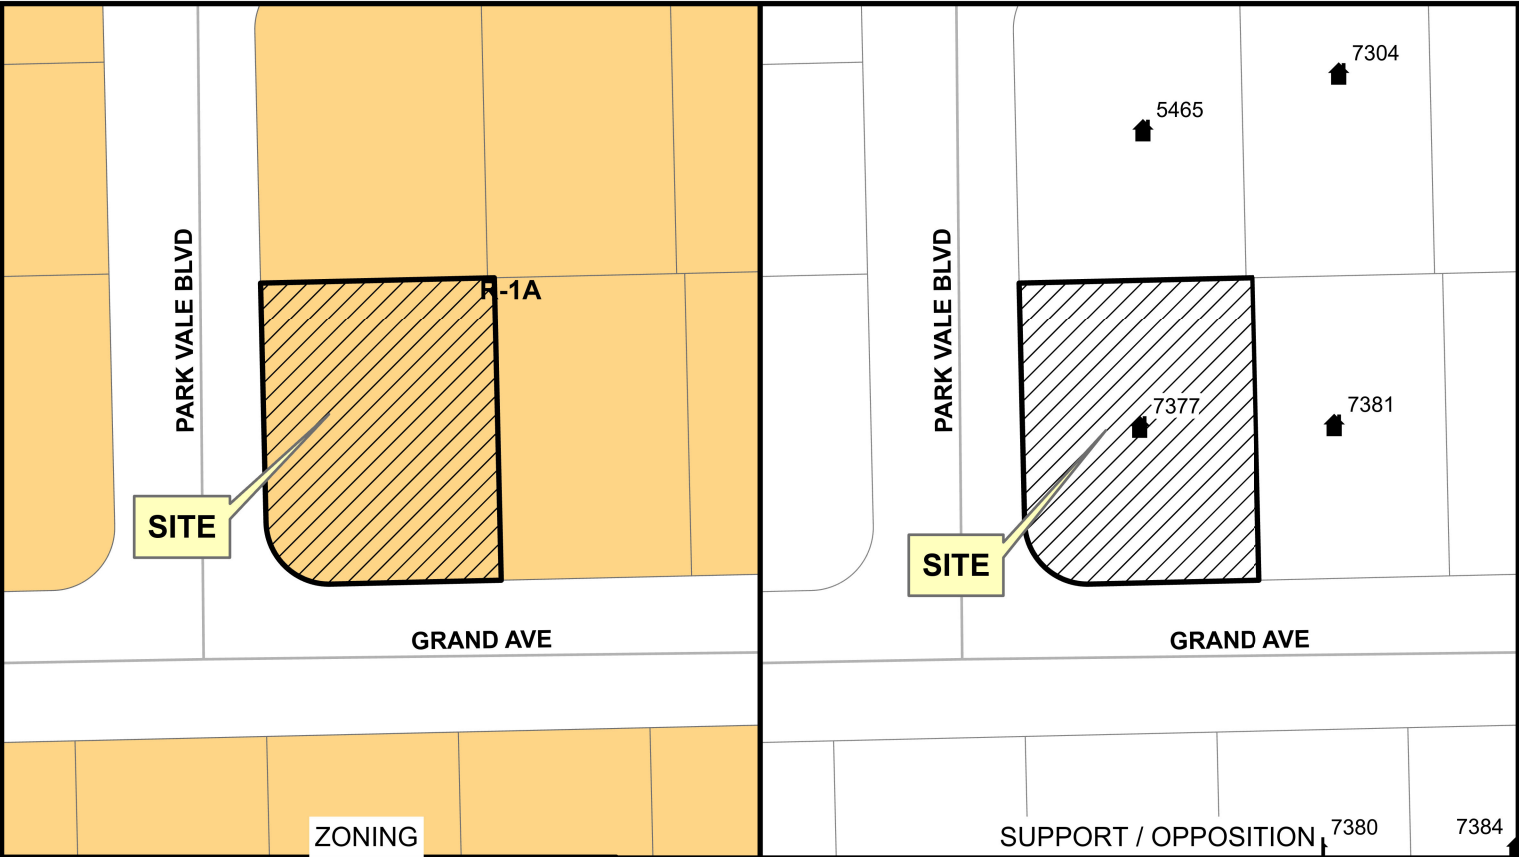 PARK VALE BLVD
R-1A
SITE
GRAND AVE
ZONING
7304
5465
PARK VALE BLVD
7377
7381
SITE
GRAND AVE
SUPPORT / OPPOSITION
7380
7384